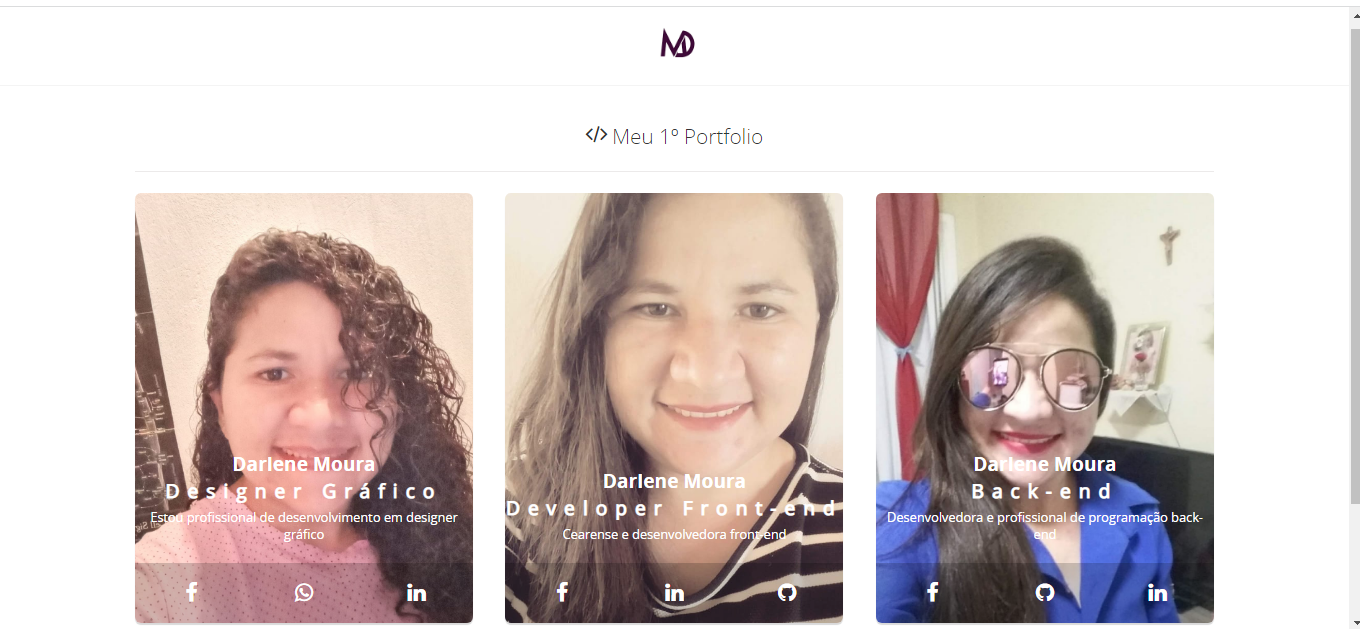 MD
</> Meu 1º Portfolio
Darlene Moura
Designer Gráfico
Estou profissional de desenvolvimento em designer
gráfico
Darlene Moura
Developer Front-end
Cearense e desenvolvedora front-end
Darlene Moura
Back-end
Desenvolvedora e profissional de programação back-
end